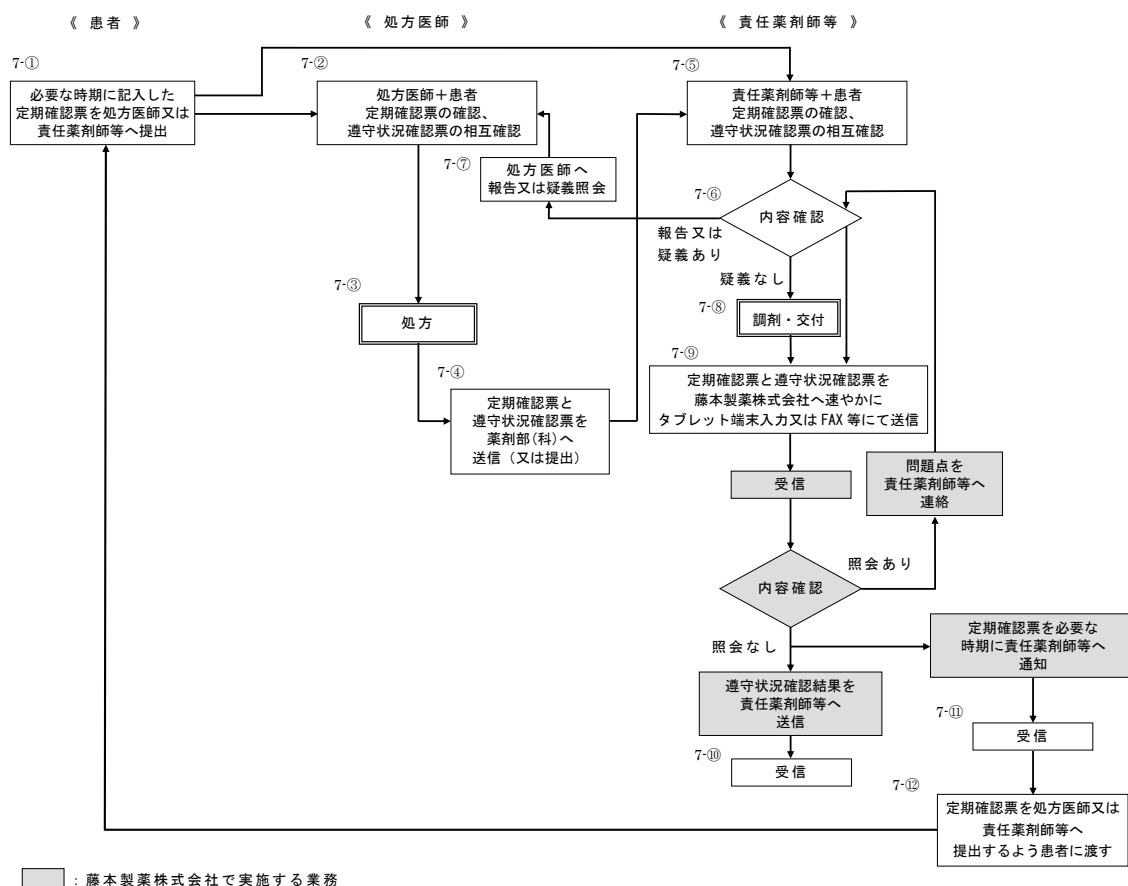 《 患者 》
《 処方医師 》
《 責任薬剤師等 》
7-①
必要な時期に記入した
定期確認票を処方医師又は
責任薬剤師等へ提出
7-②
処方医師＋患者
定期確認票の確認、
遵守状況確認票の相互確認
7-⑤
責任薬剤師等＋患者
定期確認票の確認、
遵守状況確認票の相互確認
7-⑦
処方医師へ
報告又は疑義照会
7-⑥
内容確認
報告又は
疑義あり
疑義なし
7-③
処方
7-⑧
調剤・交付
7-④
定期確認票と
遵守状況確認票を
薬剤部(科)へ
送信（又は提出）
7-⑨
定期確認票と遵守状況確認票を
藤本製薬株式会社へ速やかに
タブレット端末入力又は FAX 等にて送信
受信
問題点を
責任薬剤師等へ
連絡
内容確認
照会あり
照会なし
定期確認票を必要な
時期に責任薬剤師等へ
通知
遵守状況確認結果を
責任薬剤師等へ
送信
7-⑪
受信
7-⑩
受信
7-⑫
定期確認票を処方医師又は
責任薬剤師等へ
提出するよう患者に渡す
：藤本製薬株式会社で実施する業務